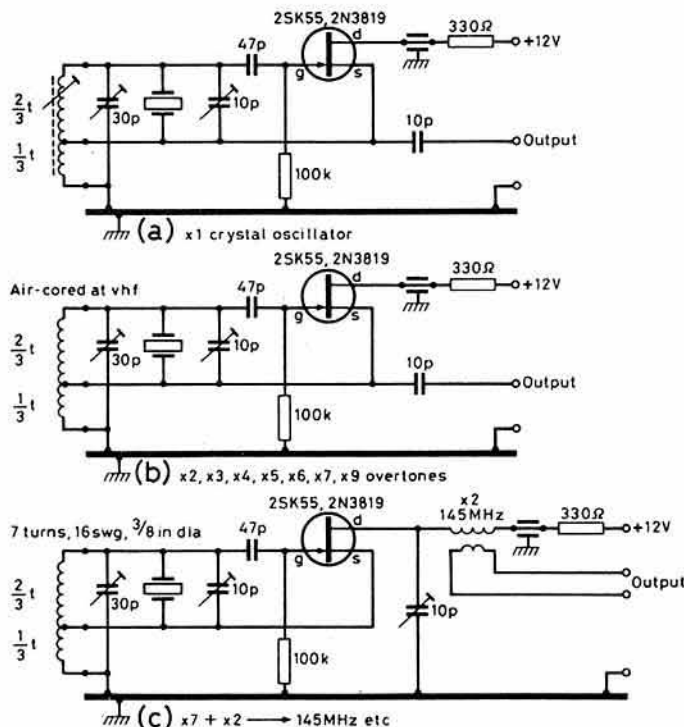 2SK55, 2N3819
330Ω
+12V
47p
d
g
s
2/3 t
30p
10p
10p
Output
1/3 t
100k
(a) x1 crystal oscillator
2SK55, 2N3819
330Ω
+12V
Air-cored at vhf
47p
d
g
s
2/3 t
30p
10p
10p
Output
1/3 t
100k
(b) x2, x3, x4, x5, x6, x7, x9 overtones
2SK55, 2N3819
x2
145MHz
330Ω
+12V
7 turns, 16swg, 3/8 in dia
47p
d
g
s
2/3 t
30p
10p
10p
Output
1/3 t
100k
(c) x7 + x2 → 145MHz etc